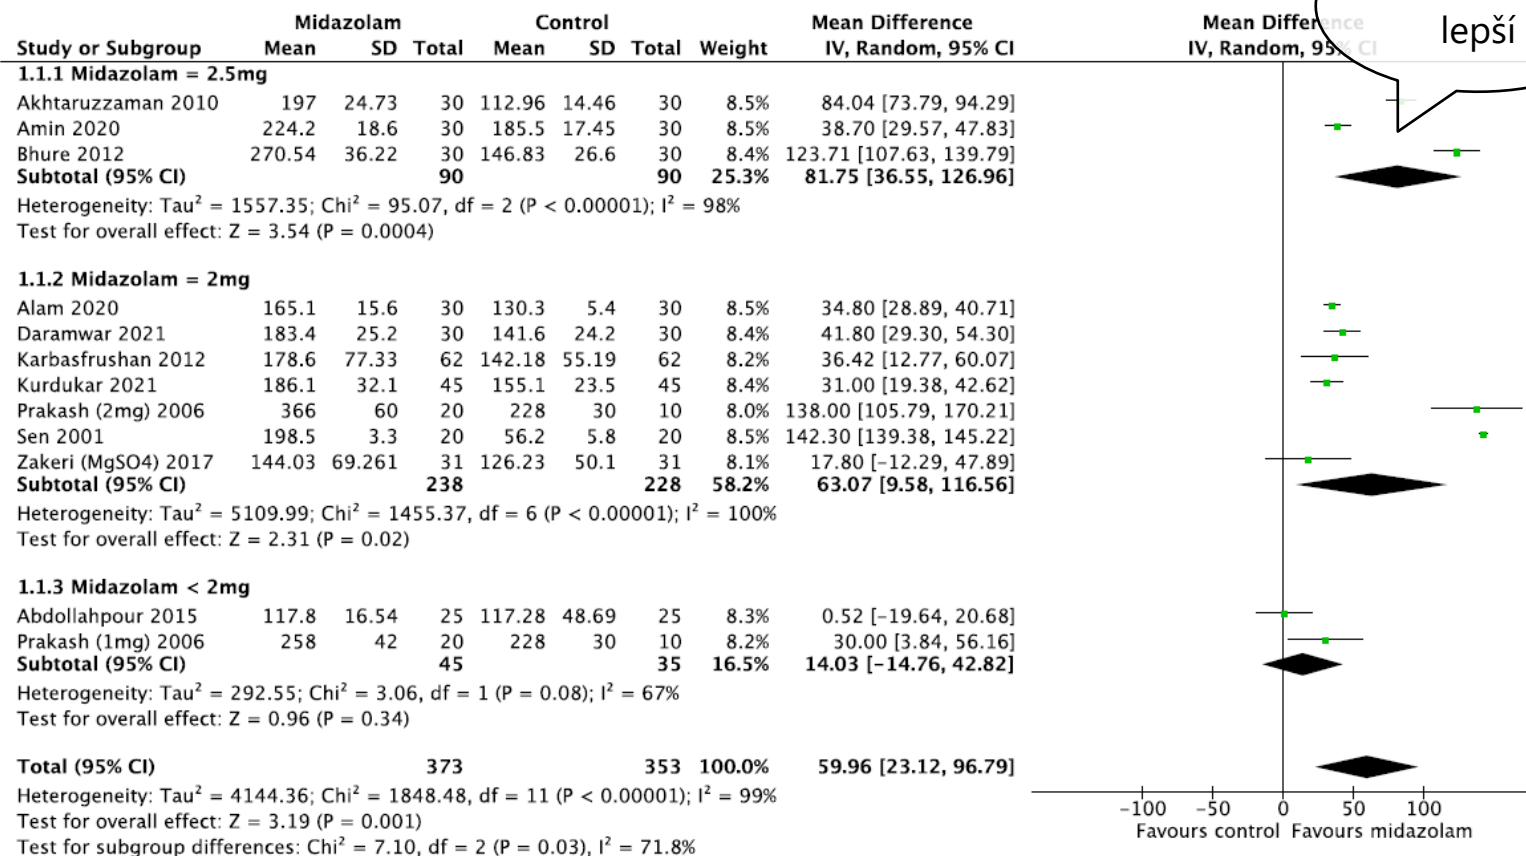 Midazolam Control Mean Difference Mean Difference
Study or Subgroup Mean SD Total Mean SD Total Weight IV, Random, 95% CI IV, Random, 95% CI
lepší
1.1.1 Midazolam = 2.5mg
Akhtaruzzaman 2010 197 24.73 30 112.96 14.46 30 8.5% 84.04 [73.79, 94.29]
Amin 2020 224.2 18.6 30 185.5 17.45 30 8.5% 38.70 [29.57, 47.83]
Bhure 2012 270.54 36.22 30 146.83 26.6 30 8.4% 123.71 [107.63, 139.79]
Subtotal (95% CI) 90 90 25.3% 81.75 [36.55, 126.96]
Heterogeneity: Tau² = 1557.35; Chi² = 95.07, df = 2 (P < 0.00001); I² = 98%
Test for overall effect: Z = 3.54 (P = 0.0004)
1.1.2 Midazolam = 2mg
Alam 2020 165.1 15.6 30 130.3 5.4 30 8.5% 34.80 [28.89, 40.71]
Daramwar 2021 183.4 25.2 30 141.6 24.2 30 8.4% 41.80 [29.30, 54.30]
Karbasfrushan 2012 178.6 77.33 62 142.18 55.19 62 8.2% 36.42 [12.77, 60.07]
Kurdukar 2021 186.1 32.1 45 155.1 23.5 45 8.4% 31.00 [19.38, 42.62]
Prakash (2mg) 2006 366 60 20 228 30 10 8.0% 138.00 [105.79, 170.21]
Sen 2001 198.5 3.3 20 56.2 5.8 20 8.5% 142.30 [139.38, 145.22]
Zakeri (MgSO4) 2017 144.03 69.261 31 126.23 50.1 31 8.1% 17.80 [−12.29, 47.89]
Subtotal (95% CI) 238 228 58.2% 63.07 [9.58, 116.56]
Heterogeneity: Tau² = 5109.99; Chi² = 1455.37, df = 6 (P < 0.00001); I² = 100%
Test for overall effect: Z = 2.31 (P = 0.02)
1.1.3 Midazolam < 2mg
Abdollahpour 2015 117.8 16.54 25 117.28 48.69 25 8.3% 0.52 [−19.64, 20.68]
Prakash (1mg) 2006 258 42 20 228 30 10 8.2% 30.00 [3.84, 56.16]
Subtotal (95% CI) 45 35 16.5% 14.03 [−14.76, 42.82]
Heterogeneity: Tau² = 292.55; Chi² = 3.06, df = 1 (P = 0.08); I² = 67%
Test for overall effect: Z = 0.96 (P = 0.34)
Total (95% CI) 373 353 100.0% 59.96 [23.12, 96.79]
Heterogeneity: Tau² = 4144.36; Chi² = 1848.48, df = 11 (P < 0.00001); I² = 99%
Test for overall effect: Z = 3.19 (P = 0.001)
Test for subgroup differences: Chi² = 7.10, df = 2 (P = 0.03), I² = 71.8%
−100 −50 0 50 100
Favours control Favours midazolam